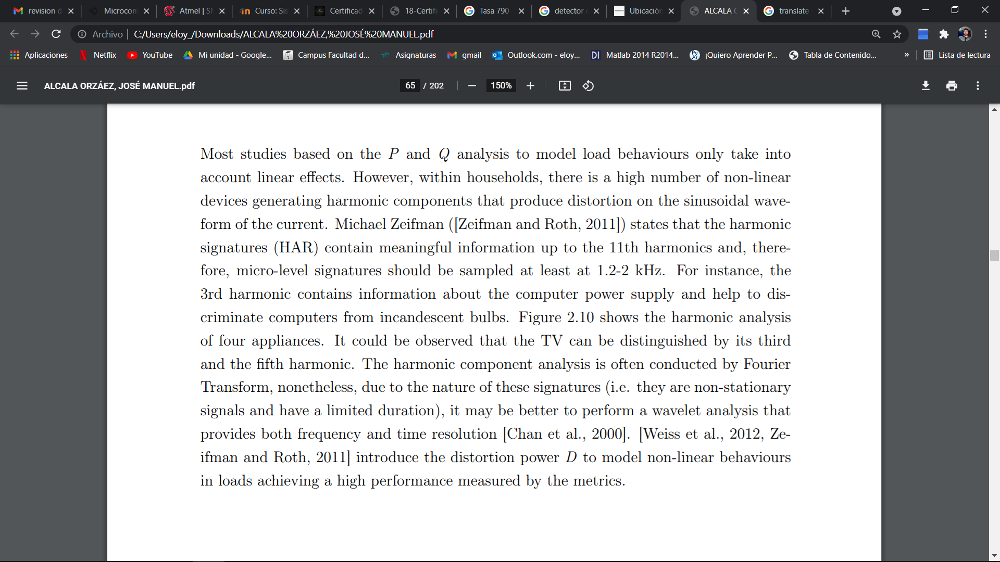 revision d
Microcon
Atmel | SM
Curso: Sis
Certificad
18-Certifi
Tasa 790
detector
Ubicación
ALCALA
translate
Archivo | C:/Users/eloy_/Downloads/ALCALA%20ORZÁEZ,%20JOSÉ%20MANUEL.pdf
Aplicaciones Netflix YouTube Mi unidad - Google... Campus Facultad d... Asignaturas gmail Outlook.com - eloy... DI Matlab 2014 R2014... ¡Quiero Aprender P... Tabla de Contenido... » Lista de lectura
ALCALA ORZÁEZ, JOSÉ MANUEL.pdf 65 / 202 — 150% +
Most studies based on the P and Q analysis to model load behaviours only take into
account linear effects. However, within households, there is a high number of non-linear
devices generating harmonic components that produce distortion on the sinusoidal wave-
form of the current. Michael Zeifman ([Zeifman and Roth, 2011]) states that the harmonic
signatures (HAR) contain meaningful information up to the 11th harmonics and, there-
fore, micro-level signatures should be sampled at least at 1.2-2 kHz. For instance, the
3rd harmonic contains information about the computer power supply and help to dis-
criminate computers from incandescent bulbs. Figure 2.10 shows the harmonic analysis
of four appliances. It could be observed that the TV can be distinguished by its third
and the fifth harmonic. The harmonic component analysis is often conducted by Fourier
Transform, nonetheless, due to the nature of these signatures (i.e. they are non-stationary
signals and have a limited duration), it may be better to perform a wavelet analysis that
provides both frequency and time resolution [Chan et al., 2000]. [Weiss et al., 2012, Ze-
ifman and Roth, 2011] introduce the distortion power D to model non-linear behaviours
in loads achieving a high performance measured by the metrics.